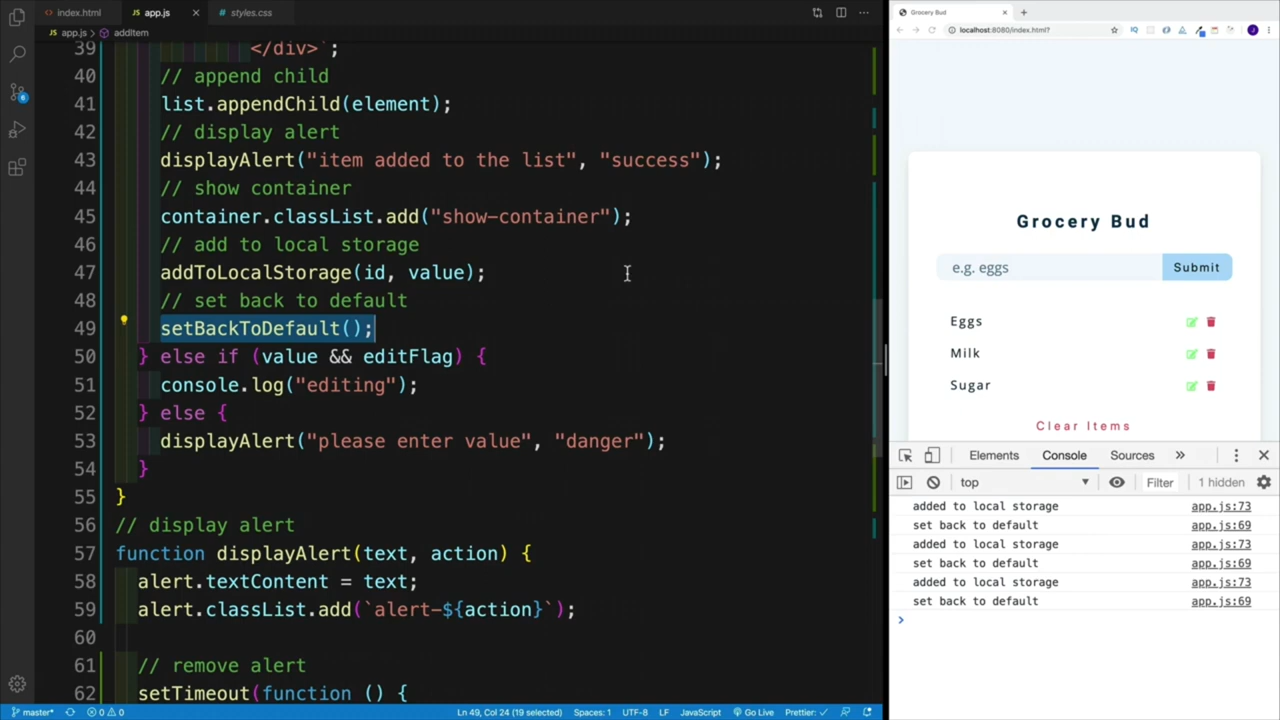 index.html
app.js
styles.css
app.js > addItem
39 </div>`;
40 // append child
41 list.appendChild(element);
42 // display alert
43 displayAlert("item added to the list", "success");
44 // show container
45 container.classList.add("show-container");
46 // add to local storage
47 addToLocalStorage(id, value);
48 // set back to default
49 setBackToDefault();
50 } else if (value && editFlag) {
51 console.log("editing");
52 } else {
53 displayAlert("please enter value", "danger");
54 }
55 }
56 // display alert
57 function displayAlert(text, action) {
58 alert.textContent = text;
59 alert.classList.add(`alert-${action}`);
60
61 // remove alert
62 setTimeout(function () {
6
master* 0 0 Ln 49, Col 24 (19 selected) Spaces: 1 UTF-8 LF JavaScript Go Live Prettier: ✓
Grocery Bud
localhost:8080/index.html?
J
Grocery Bud
e.g. eggs Submit
Eggs
Milk
Sugar
Clear Items
Elements Console Sources »
top Filter 1 hidden
added to local storage app.js:73
set back to default app.js:69
added to local storage app.js:73
set back to default app.js:69
added to local storage app.js:73
set back to default app.js:69
>